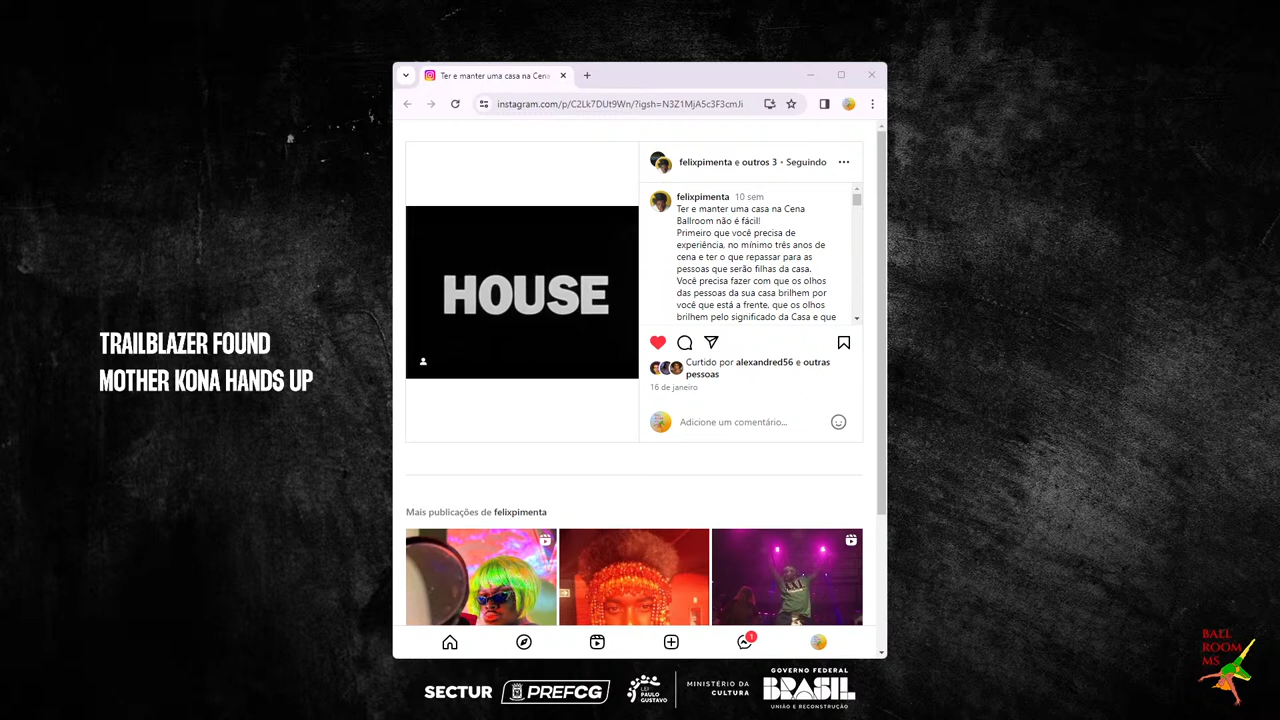 Ter e manter uma casa na Cena
instagram.com/p/C2Lk7DUt9Wn/?igsh=N3Z1MjA5c3F3cmJi
felixpimenta e outros 3 • Seguindo
HOUSE
felixpimenta 10 sem
Ter e manter uma casa na Cena
Ballroom não é fácil!
Primeiro que você precisa de
experiência, no mínimo três anos de
cena e ter o que repassar para as
pessoas que serão filhas da casa.
Você precisa fazer com que os olhos
das pessoas da sua casa brilhem por
você que está a frente, que os olhos
brilhem pelo significado da Casa e que
Curtido por alexandred56 e outras
pessoas
16 de janeiro
Adicione um comentário...
TRAILBLAZER FOUND
MOTHER KONA HANDS UP
Mais publicações de felixpimenta
1
SECTUR
PREFCG
LEI
PAULO
GUSTAVO
MINISTÉRIO DA
CULTURA
GOVERNO FEDERAL
BRASIL
UNIÃO E RECONSTRUÇÃO
BALL
ROOM
MS